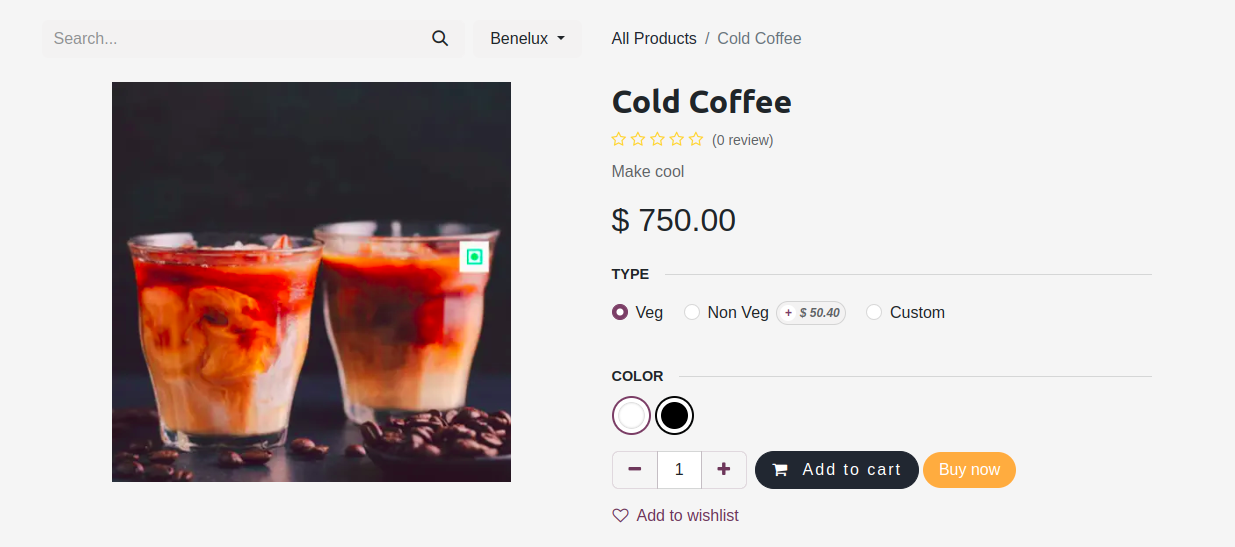 Search...
Benelux
All Products / Cold Coffee
Cold Coffee
(0 review)
Make cool
$ 750.00
TYPE
Veg
Non Veg + $ 50.40
Custom
COLOR
1
Add to cart
Buy now
Add to wishlist